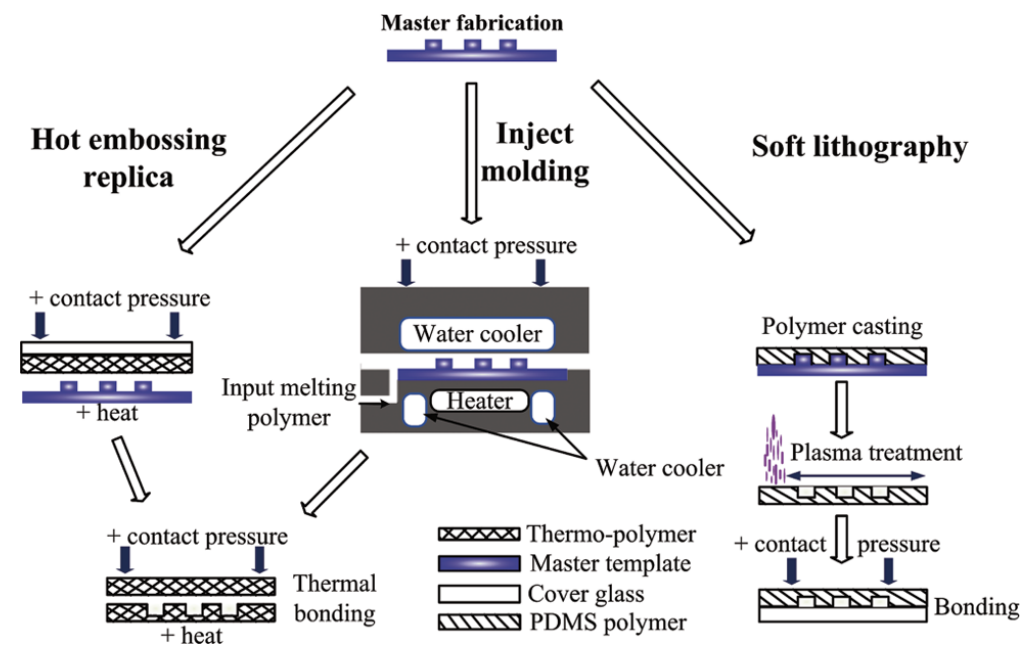 Master fabrication
Hot embossing
replica
Inject
molding
Soft lithography
+ contact pressure
+ heat
+ contact pressure
Water cooler
Input melting
polymer
Heater
Water cooler
Polymer casting
Plasma treatment
+ contact pressure
Bonding
+ contact pressure
Thermal
bonding
+ heat
Thermo-polymer
Master template
Cover glass
PDMS polymer